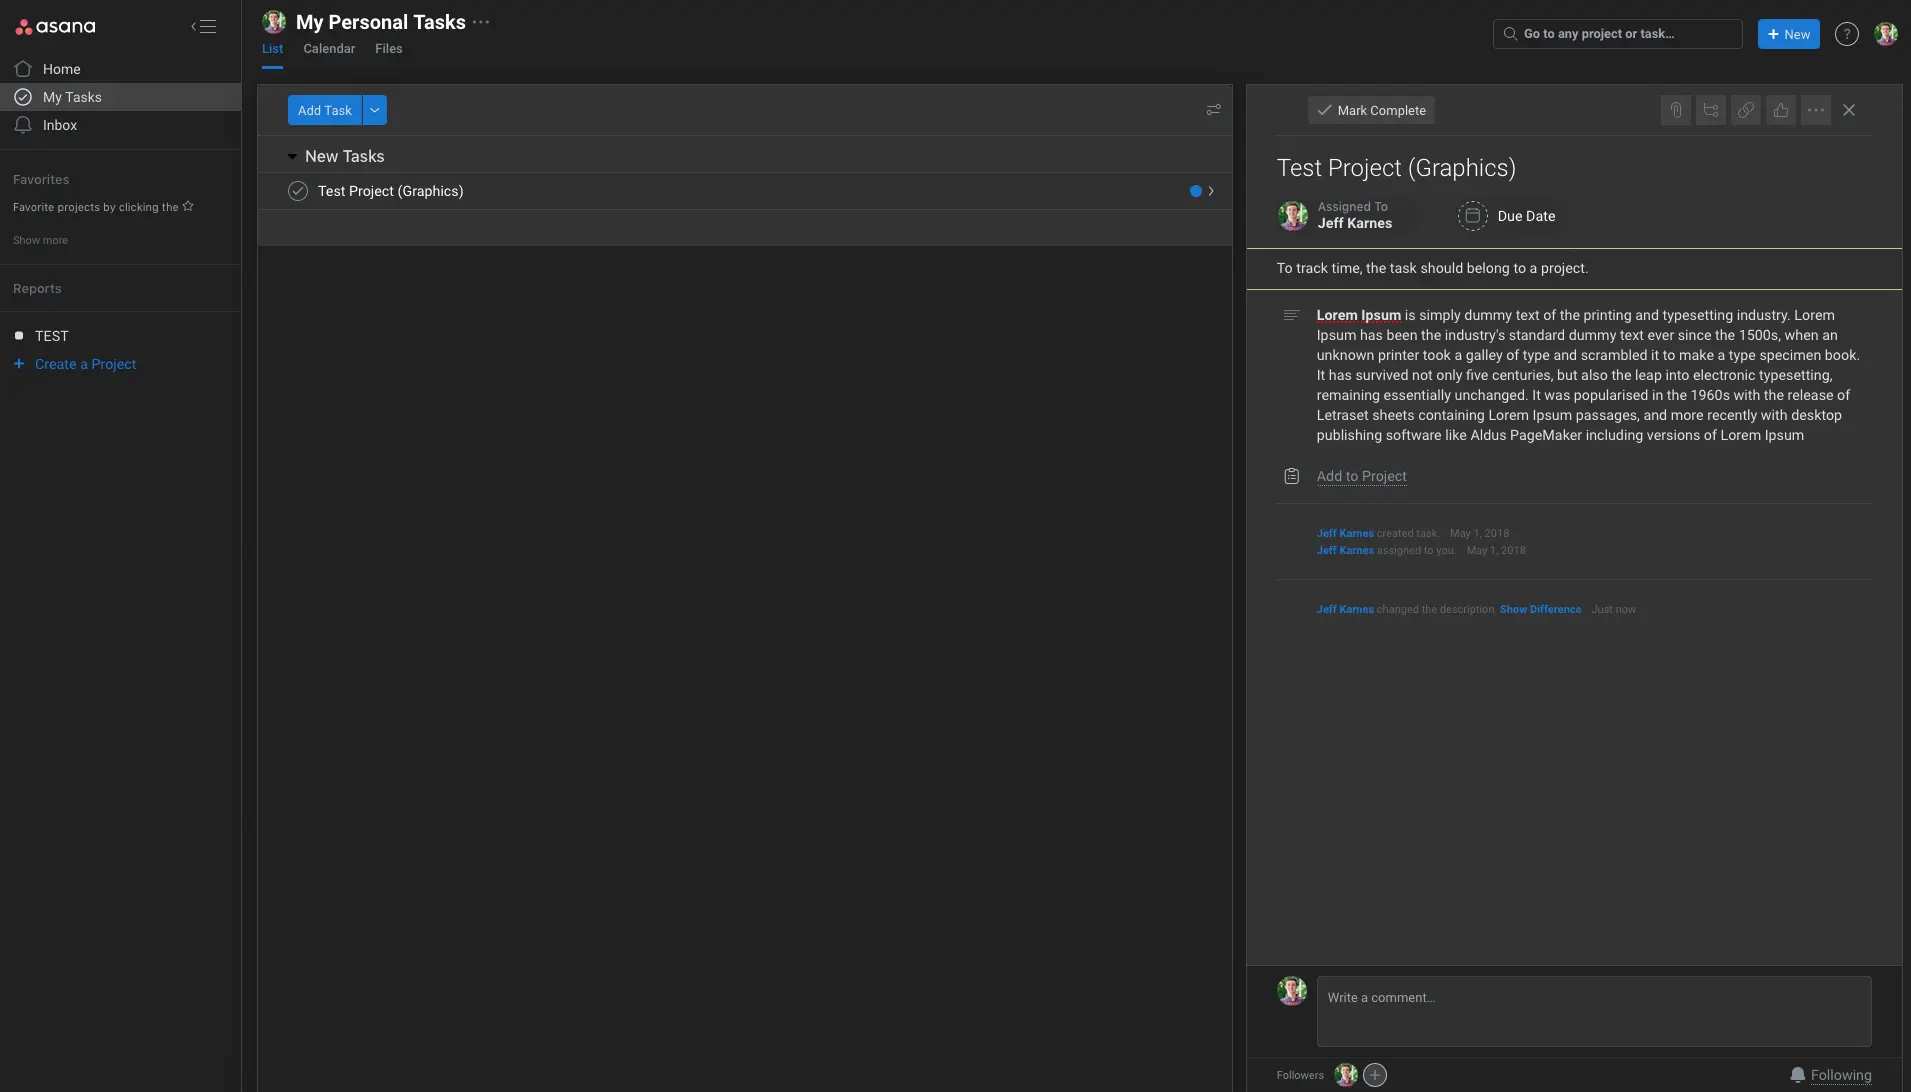 asana
Home
My Tasks
Inbox
Favorites
Favorite projects by clicking the
Show more
Reports
TEST
+ Create a Project
My Personal Tasks ...
List Calendar Files
Go to any project or task...
+ New
?
Add Task
New Tasks
Test Project (Graphics)
Mark Complete
Test Project (Graphics)
Assigned To
Jeff Karnes
Due Date
To track time, the task should belong to a project.
Lorem Ipsum is simply dummy text of the printing and typesetting industry. Lorem
Ipsum has been the industry's standard dummy text ever since the 1500s, when an
unknown printer took a galley of type and scrambled it to make a type specimen book.
It has survived not only five centuries, but also the leap into electronic typesetting,
remaining essentially unchanged. It was popularised in the 1960s with the release of
Letraset sheets containing Lorem Ipsum passages, and more recently with desktop
publishing software like Aldus PageMaker including versions of Lorem Ipsum
Add to Project
Jeff Karnes created task. May 1, 2018
Jeff Karnes assigned to you. May 1, 2018
Jeff Karnes changed the description. Show Difference Just now
Write a comment...
Followers
Following